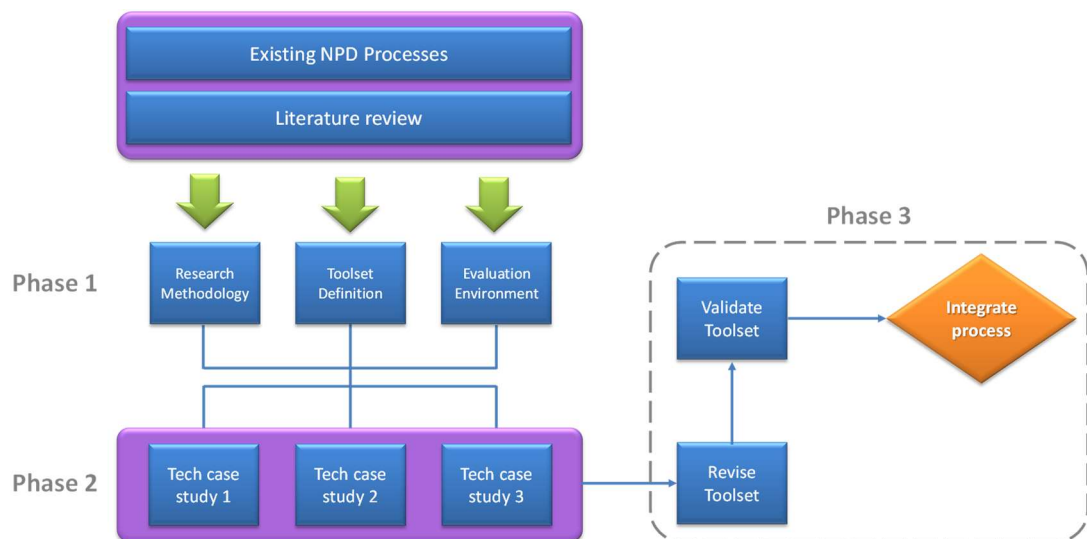 Existing NPD Processes
Literature review
Phase 1
Research
Methodology
Toolset
Definition
Evaluation
Environment
Phase 2
Tech case
study 1
Tech case
study 2
Tech case
study 3
Phase 3
Validate
Toolset
Integrate
process
Revise
Toolset